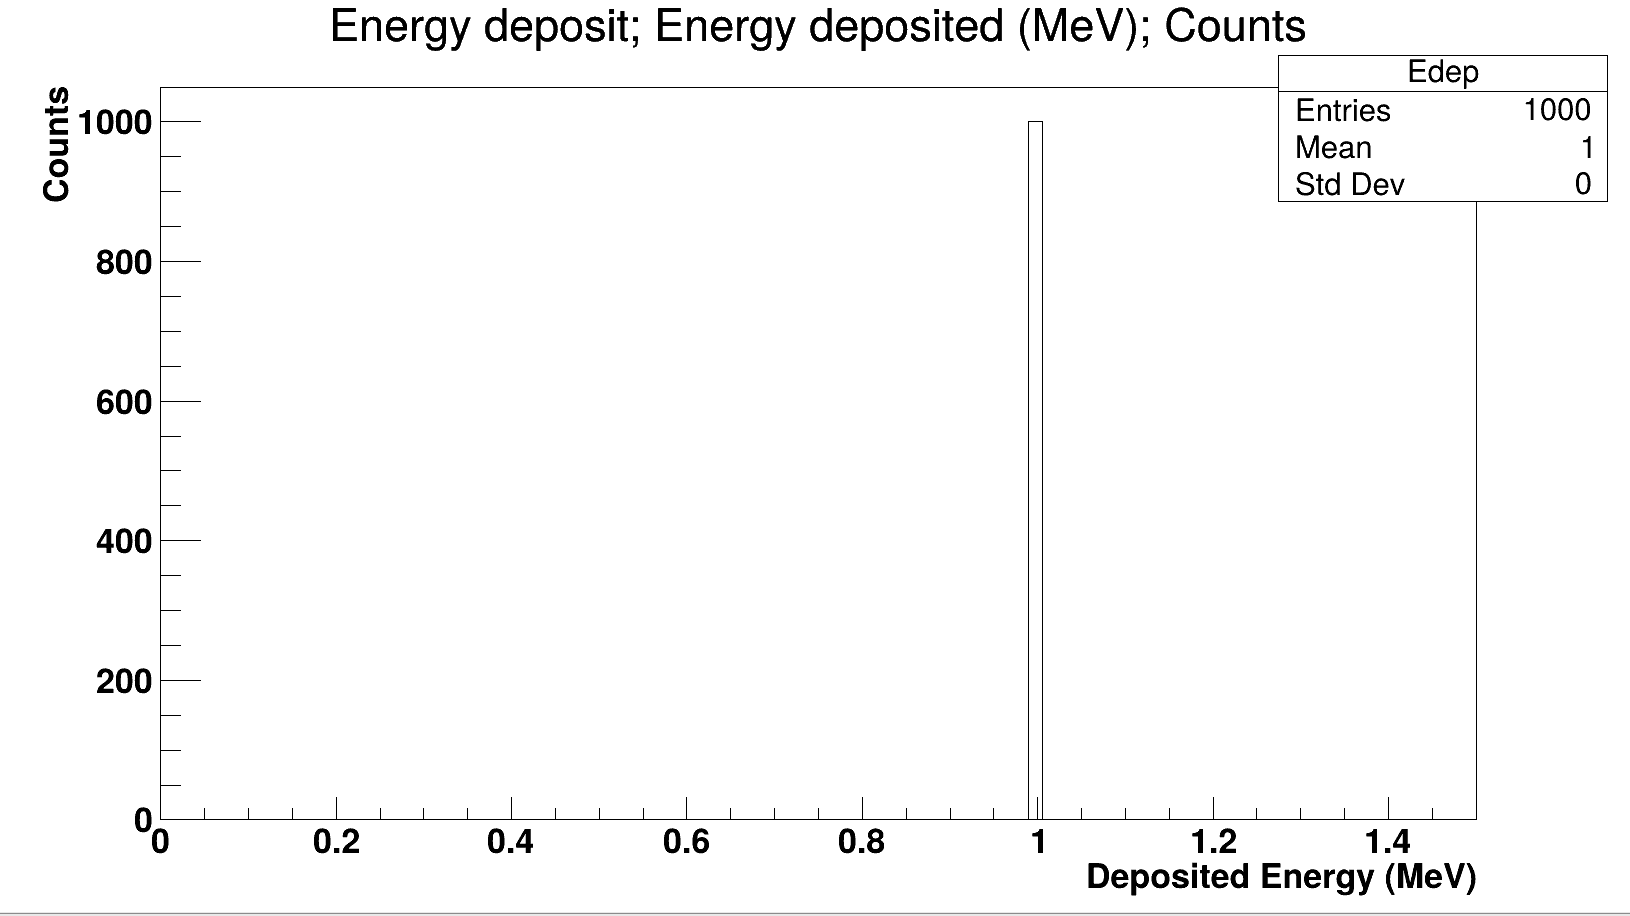 Energy deposit; Energy deposited (MeV); Counts
Edep
Entries 1000
Mean 1
Std Dev 0
Counts
1000
800
600
400
200
0
0 0.2 0.4 0.6 0.8 1 1.2 1.4
Deposited Energy (MeV)